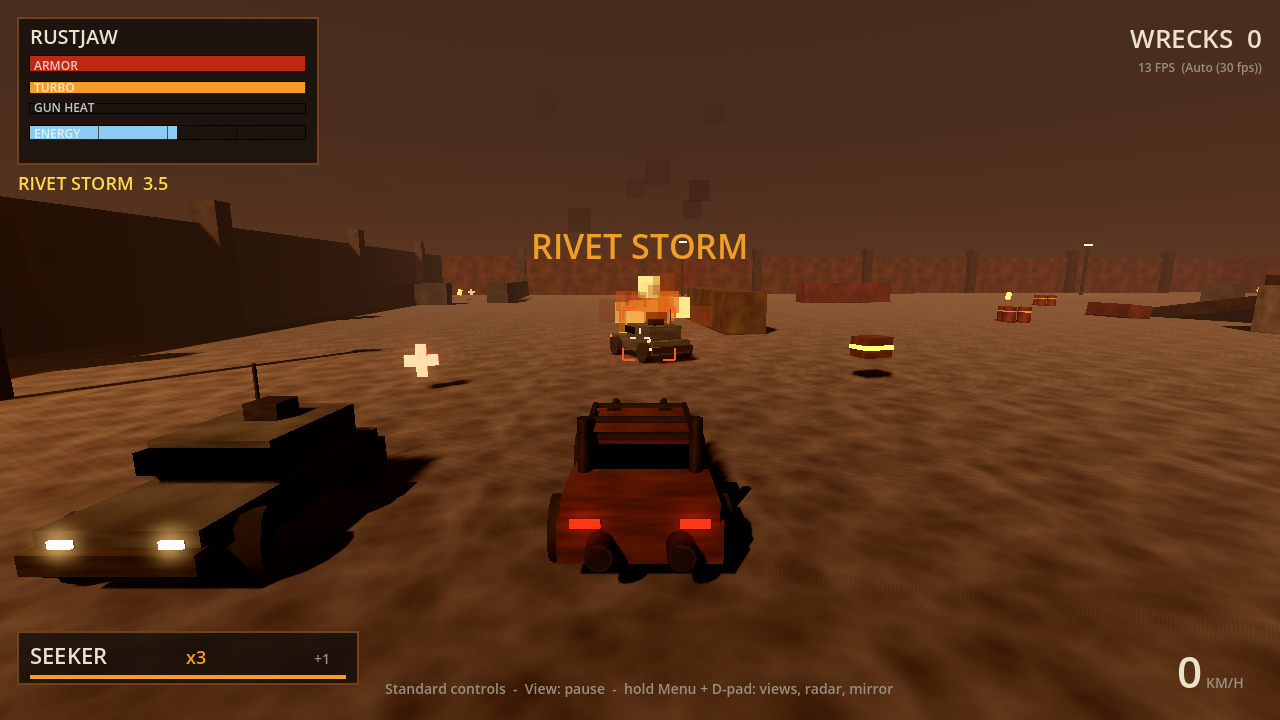 RUSTJAW
ARMOR
TURBO
GUN HEAT
ENERGY
RIVET STORM 3.5
WRECKS 0
13 FPS (Auto (30 fps))
RIVET STORM
SEEKER x3 +1
Standard controls - View: pause - hold Menu + D-pad: views, radar, mirror
0 KM/H